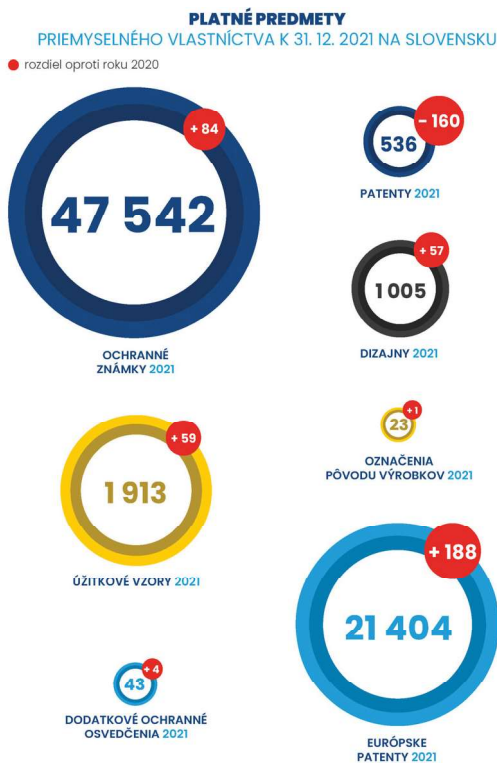 PLATNÉ PREDMETY
PRIEMYSELNÉHO VLASTNÍCTVA K 31. 12. 2021 NA SLOVENSKU
rozdiel oproti roku 2020
+ 84
47 542
OCHRANNÉ
ZNÁMKY 2021
- 160
536
PATENTY 2021
+ 57
1 005
DIZAJNY 2021
+ 59
1 913
ÚŽITKOVÉ VZORY 2021
+1
23
OZNAČENIA
PÔVODU VÝROBKOV 2021
+ 4
43
DODATKOVÉ OCHRANNÉ
OSVEDČENIA 2021
+ 188
21 404
EURÓPSKE
PATENTY 2021